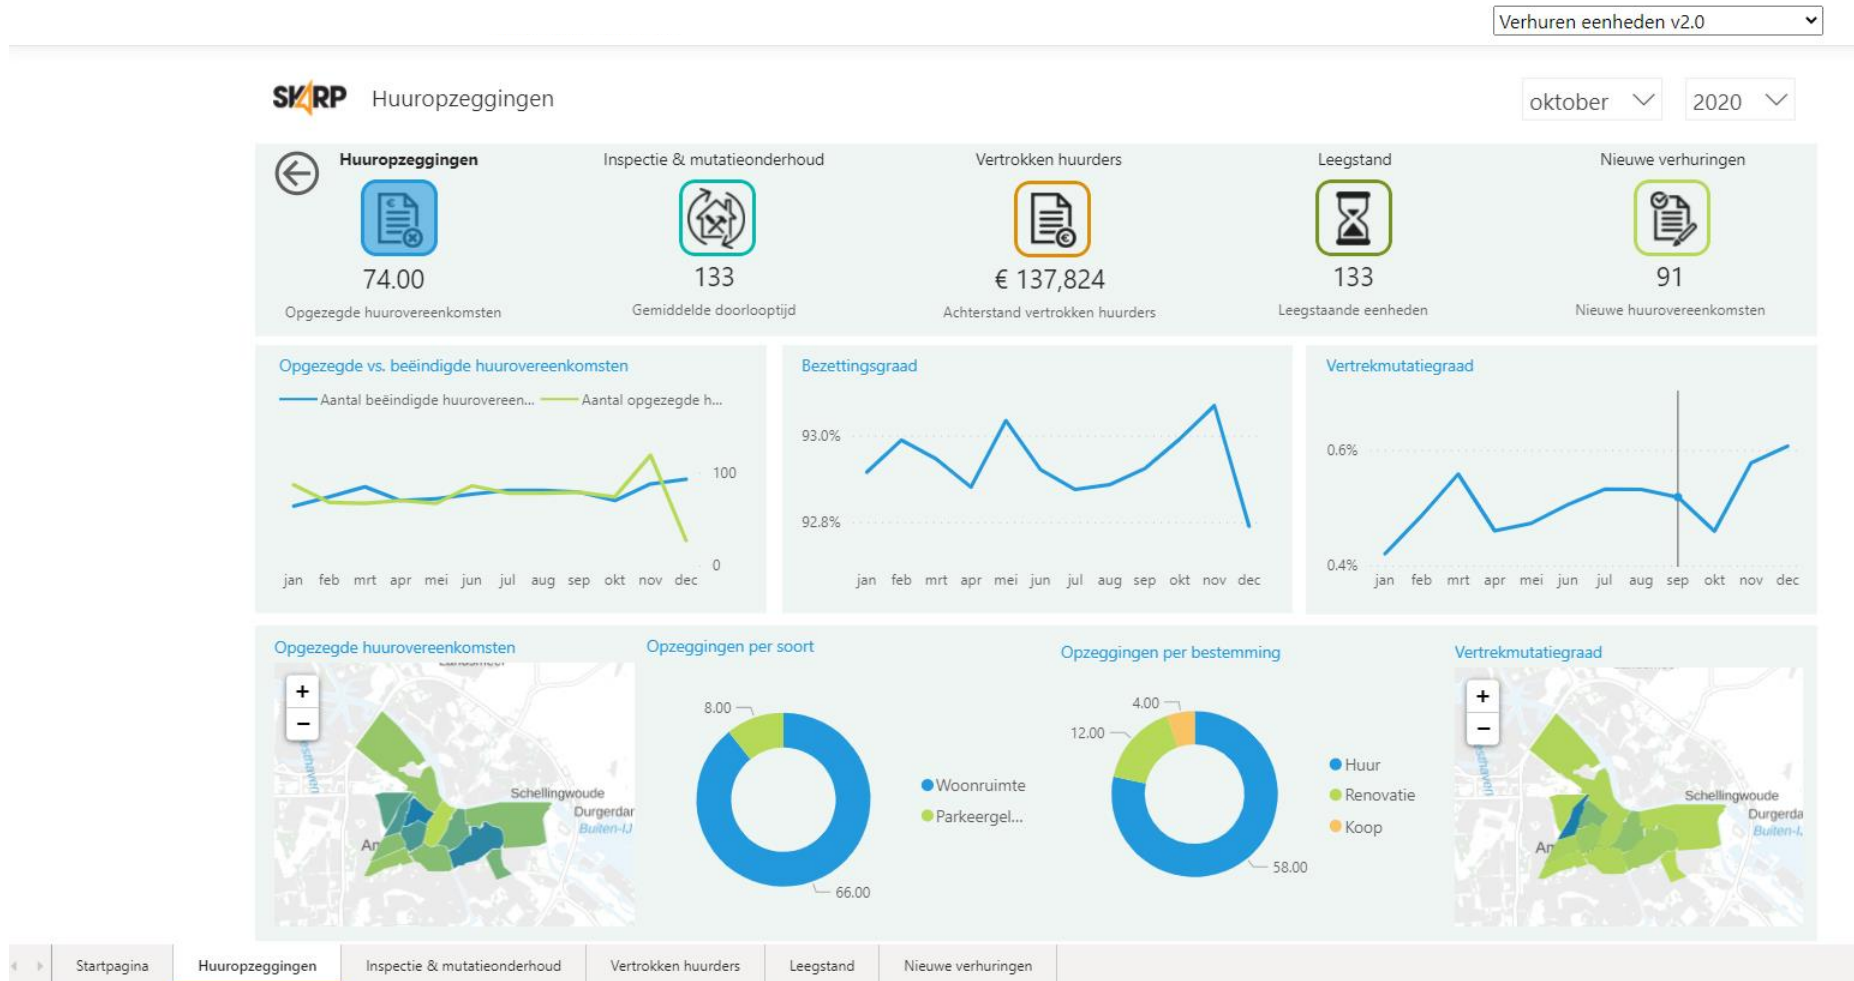 Verhuren eenheden v2.0
SKARP Huuropzeggingen
oktober 2020
Huuropzeggingen Inspectie & mutatieonderhoud Vertrokken huurders Leegstand Nieuwe verhuringen
74.00 133 € 137,824 133 91
Opgezegde huurovereenkomsten Gemiddelde doorlooptijd Achterstand vertrokken huurders Leegstaande eenheden Nieuwe huurovereenkomsten
Opgezegde vs. beëindigde huurovereenkomsten
Aantal beëindigde huurovereen... Aantal opgezegde h...
100
0
jan feb mrt apr mei jun jul aug sep okt nov dec
Bezettingsgraad
93.0%
92.8%
jan feb mrt apr mei jun jul aug sep okt nov dec
Vertrekmutatiegraad
0.6%
0.4%
jan feb mrt apr mei jun jul aug sep okt nov dec
Opgezegde huurovereenkomsten
+
−
Schellingwoude
Durgerdar
Buiten-IJ
Am
Opzeggingen per soort
8.00
66.00
Woonruimte
Parkeergel...
Opzeggingen per bestemming
4.00
12.00
58.00
Huur
Renovatie
Koop
Vertrekmutatiegraad
+
−
Schellingwoude
Durgerda
Am
Startpagina Huuropzeggingen Inspectie & mutatieonderhoud Vertrokken huurders Leegstand Nieuwe verhuringen